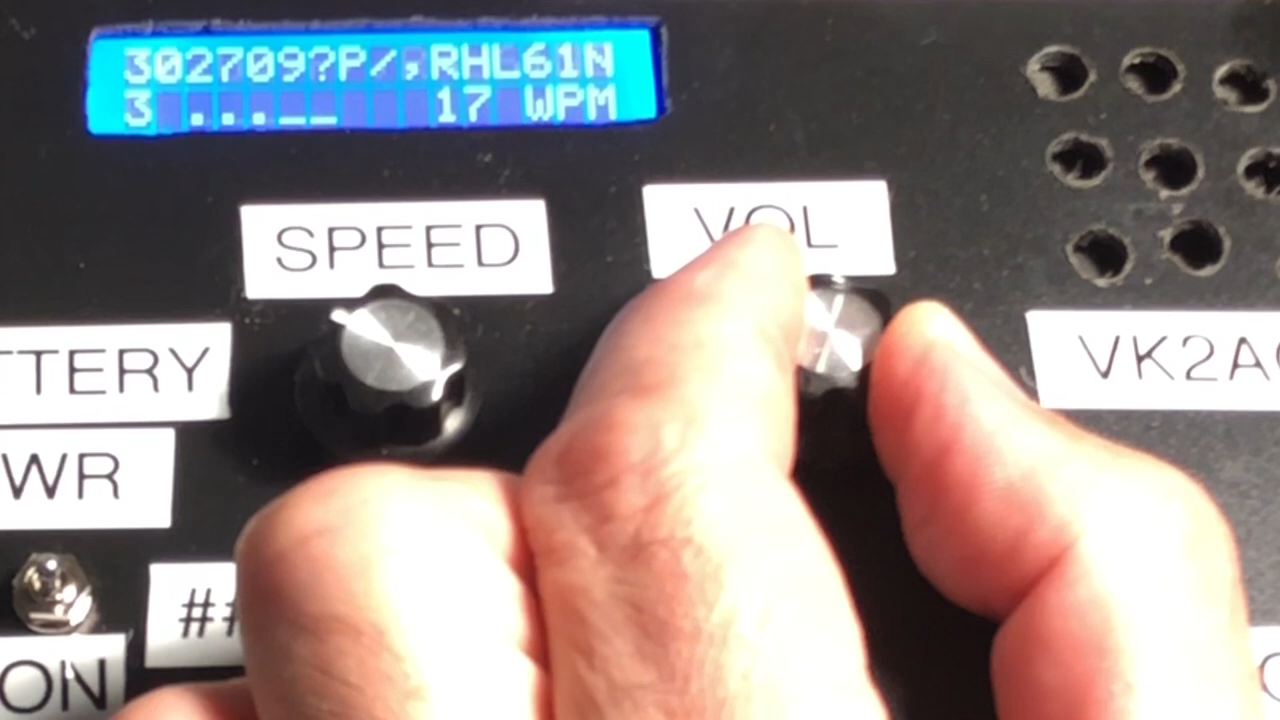 302709?P/,RHL61N
3 ...__ 17 WPM
SPEED
VOL
TTERY
VK2A
WR
##
ON